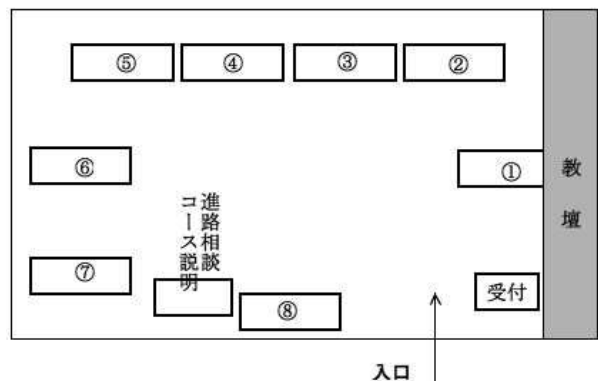 ⑤
④
③
②
⑥
①
教壇
進路相談
コース説明
⑦
⑧
受付
入口